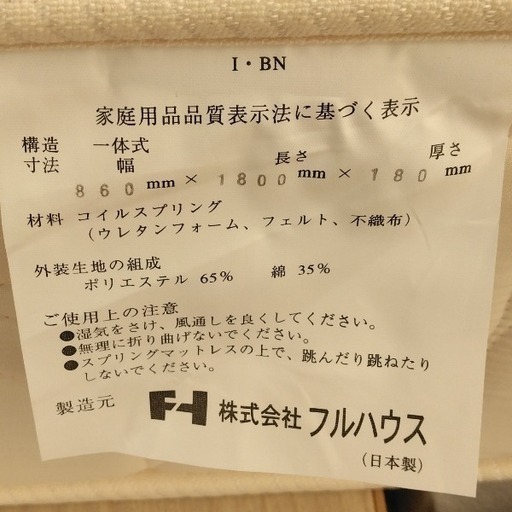 I・BN
家庭用品品質表示法に基づく表示
構造 一体式
寸法 幅 長さ 厚さ
860mm × 1800mm × 180mm
材料 コイルスプリング
(ウレタンフォーム、フェルト、不織布)
外装生地の組成
ポリエステル 65% 綿 35%
ご使用上の注意
●湿気をさけ、風通しを良くしてください。
●無理に折り曲げないでください。
●スプリングマットレスの上で、跳んだり跳ねたり
しないでください。
製造元 FH 株式会社 フルハウス
(日本製)